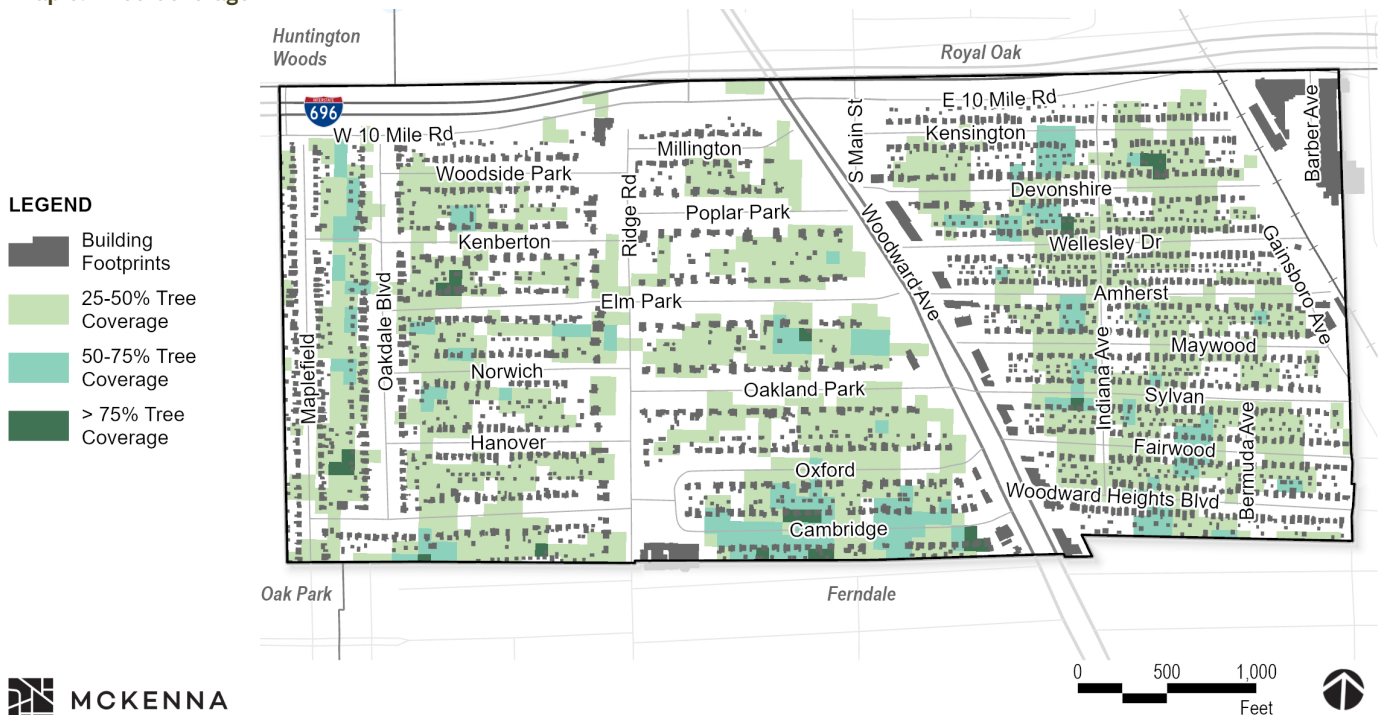 Huntington
Woods
Royal Oak
INTERSTATE
696
W 10 Mile Rd
E 10 Mile Rd
S Main St
Barber Ave
Kensington
Millington
Woodside Park
Devonshire
Ridge Rd
Poplar Park
Woodward Ave
Kenberton
Wellesley Dr
Gainsboro Ave
LEGEND
Building
Footprints
25-50% Tree
Coverage
50-75% Tree
Coverage
> 75% Tree
Coverage
Oakdale Blvd
Elm Park
Amherst
Maplefield
Indiana Ave
Maywood
Norwich
Oakland Park
Sylvan
Hanover
Bermuda Ave
Fairwood
Oxford
Woodward Heights Blvd
Cambridge
Oak Park
Ferndale
MCKENNA
0 500 1,000
Feet